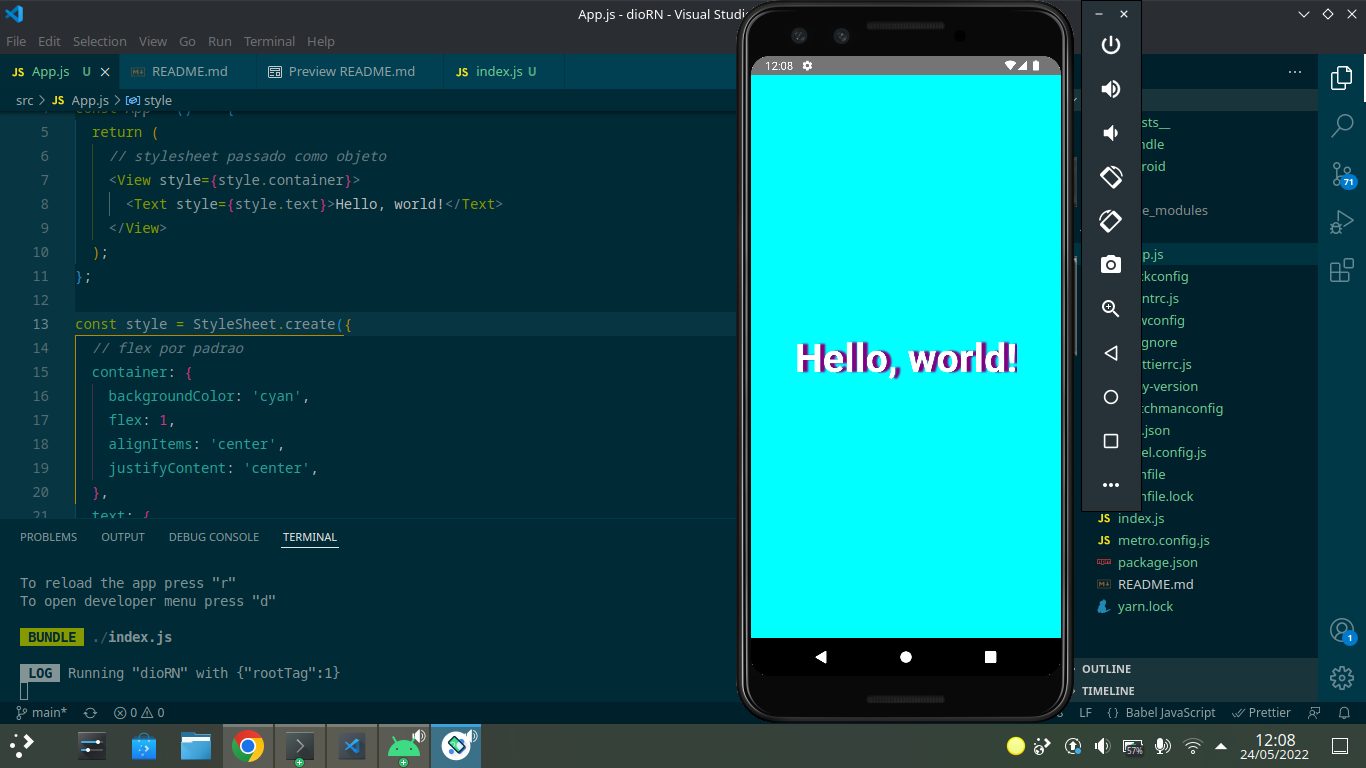 App.js - dioRN - Visual Studi
File Edit Selection View Go Run Terminal Help
JS App.js U README.md Preview README.md JS index.js U
src > JS App.js > style
5 return (
6 // stylesheet passado como objeto
7 <View style={style.container}>
8 <Text style={style.text}>Hello, world!</Text>
9 </View>
10 );
11 };
12
13 const style = StyleSheet.create({
14 // flex por padrao
15 container: {
16 backgroundColor: 'cyan',
17 flex: 1,
18 alignItems: 'center',
19 justifyContent: 'center',
20 },
21 text: {
PROBLEMS OUTPUT DEBUG CONSOLE TERMINAL
To reload the app press "r"
To open developer menu press "d"
BUNDLE ./index.js
LOG Running "dioRN" with {"rootTag":1}
main* 0 0
12:08
Hello, world!
sts__
ndle
roid
e_modules
p.js
kconfig
ntrc.js
wconfig
gnore
ttierrc.js
y-version
tchmanconfig
.json
el.config.js
nfile
nfile.lock
JS index.js
JS metro.config.js
package.json
README.md
yarn.lock
OUTLINE
TIMELINE
71
1
8 LF {} Babel JavaScript Prettier
57%
12:08
24/05/2022